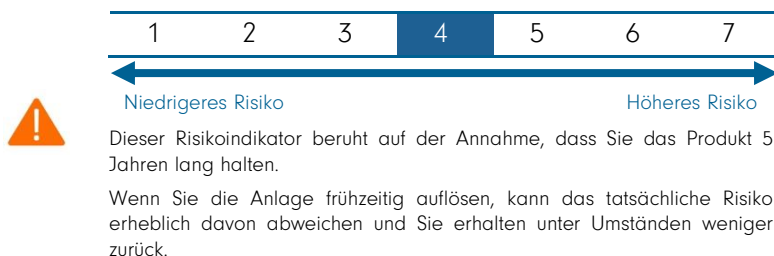 1 2 3 4 5 6 7
Niedrigeres Risiko Höheres Risiko
Dieser Risikoindikator beruht auf der Annahme, dass Sie das Produkt 5
Jahren lang halten.
Wenn Sie die Anlage frühzeitig auflösen, kann das tatsächliche Risiko
erheblich davon abweichen und Sie erhalten unter Umständen weniger
zurück.